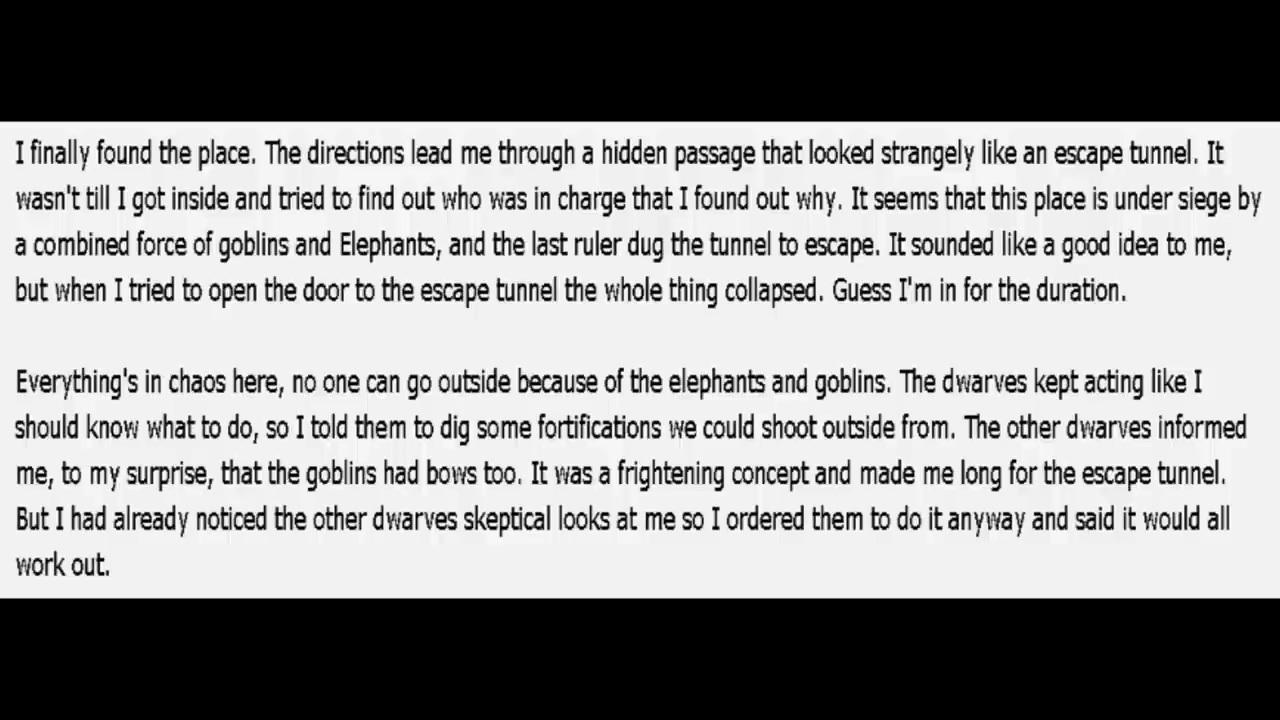 I finally found the place. The directions lead me through a hidden passage that looked strangely like an escape tunnel. It
wasn't till I got inside and tried to find out who was in charge that I found out why. It seems that this place is under siege by
a combined force of goblins and Elephants, and the last ruler dug the tunnel to escape. It sounded like a good idea to me,
but when I tried to open the door to the escape tunnel the whole thing collapsed. Guess I'm in for the duration.
Everything's in chaos here, no one can go outside because of the elephants and goblins. The dwarves kept acting like I
should know what to do, so I told them to dig some fortifications we could shoot outside from. The other dwarves informed
me, to my surprise, that the goblins had bows too. It was a frightening concept and made me long for the escape tunnel.
But I had already noticed the other dwarves skeptical looks at me so I ordered them to do it anyway and said it would all
work out.